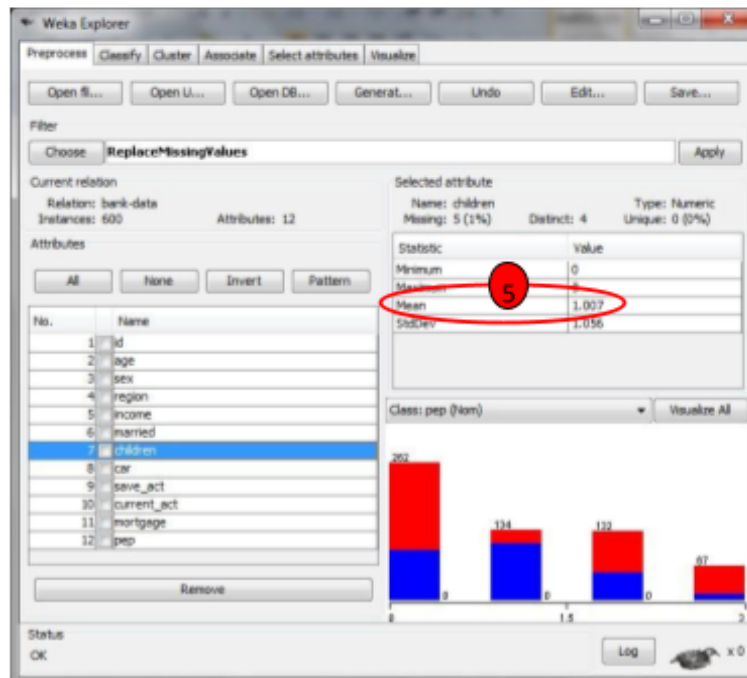 Weka Explorer
Preprocess Classify Cluster Associate Select attributes Visualize
Open fi... Open U... Open DB... Generat... Undo Edit... Save...
Filter
Choose ReplaceMissingValues Apply
Current relation
Relation: bank-data
Instances: 600 Attributes: 12
Selected attribute
Name: children Type: Numeric
Missing: 5 (1%) Distinct: 4 Unique: 0 (0%)
Attributes
All None Invert Pattern
No. Name
1 id
2 age
3 sex
4 region
5 income
6 married
7 children
8 car
9 save_act
10 current_act
11 mortgage
12 pep
Remove
Statistic Value
Minimum 0
Maximum
5
Mean 1.007
StdDev 1.056
Class: pep (Nom) Visualize All
262 134 132 67
0 0 0
0 1.5 3
Status
OK
Log x 0